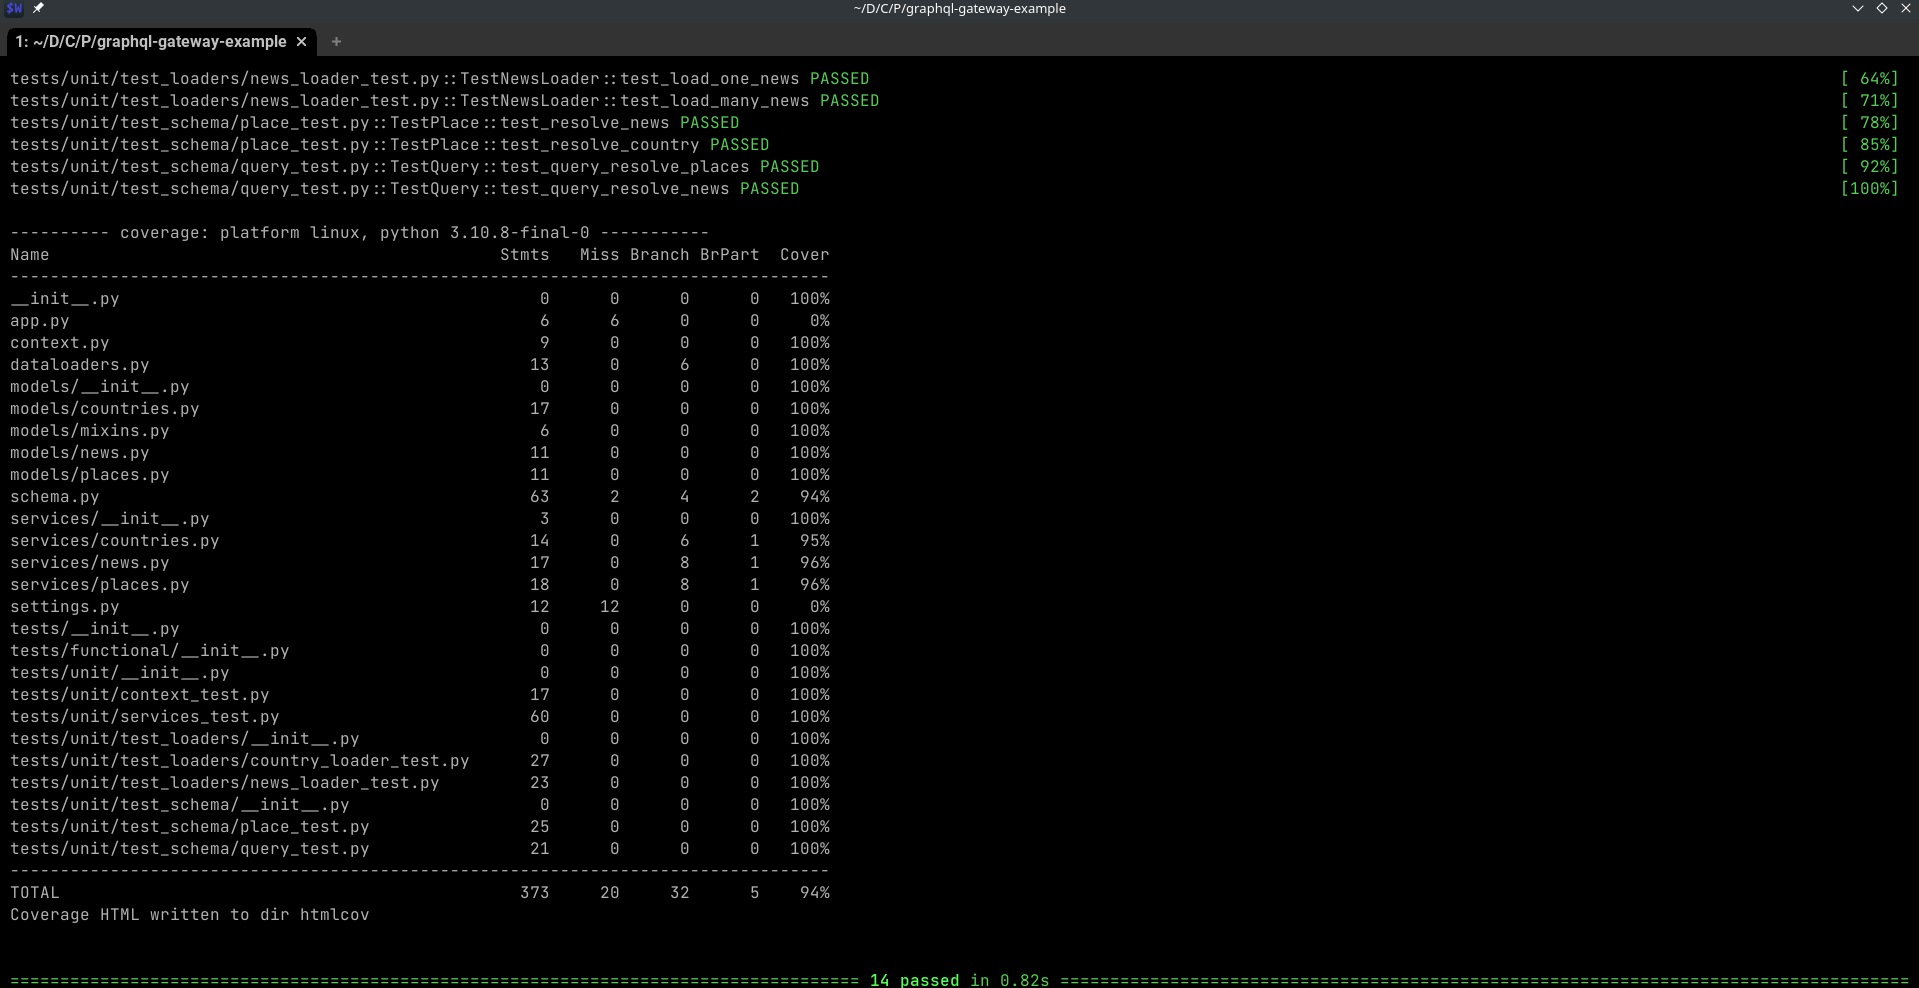 $W
~/D/C/P/graphql-gateway-example
1: ~/D/C/P/graphql-gateway-example × +
tests/unit/test_loaders/news_loader_test.py::TestNewsLoader::test_load_one_news PASSED [ 64%]
tests/unit/test_loaders/news_loader_test.py::TestNewsLoader::test_load_many_news PASSED [ 71%]
tests/unit/test_schema/place_test.py::TestPlace::test_resolve_news PASSED [ 78%]
tests/unit/test_schema/place_test.py::TestPlace::test_resolve_country PASSED [ 85%]
tests/unit/test_schema/query_test.py::TestQuery::test_query_resolve_places PASSED [ 92%]
tests/unit/test_schema/query_test.py::TestQuery::test_query_resolve_news PASSED [100%]
---------- coverage: platform linux, python 3.10.8-final-0 -----------
Name Stmts Miss Branch BrPart Cover
----------------------------------------------------------------------------------
__init__.py 0 0 0 0 100%
app.py 6 6 0 0 0%
context.py 9 0 0 0 100%
dataloaders.py 13 0 6 0 100%
models/__init__.py 0 0 0 0 100%
models/countries.py 17 0 0 0 100%
models/mixins.py 6 0 0 0 100%
models/news.py 11 0 0 0 100%
models/places.py 11 0 0 0 100%
schema.py 63 2 4 2 94%
services/__init__.py 3 0 0 0 100%
services/countries.py 14 0 6 1 95%
services/news.py 17 0 8 1 96%
services/places.py 18 0 8 1 96%
settings.py 12 12 0 0 0%
tests/__init__.py 0 0 0 0 100%
tests/functional/__init__.py 0 0 0 0 100%
tests/unit/__init__.py 0 0 0 0 100%
tests/unit/context_test.py 17 0 0 0 100%
tests/unit/services_test.py 60 0 0 0 100%
tests/unit/test_loaders/__init__.py 0 0 0 0 100%
tests/unit/test_loaders/country_loader_test.py 27 0 0 0 100%
tests/unit/test_loaders/news_loader_test.py 23 0 0 0 100%
tests/unit/test_schema/__init__.py 0 0 0 0 100%
tests/unit/test_schema/place_test.py 25 0 0 0 100%
tests/unit/test_schema/query_test.py 21 0 0 0 100%
----------------------------------------------------------------------------------
TOTAL 373 20 32 5 94%
Coverage HTML written to dir htmlcov
===================================================================================== 14 passed in 0.82s =====================================================================================